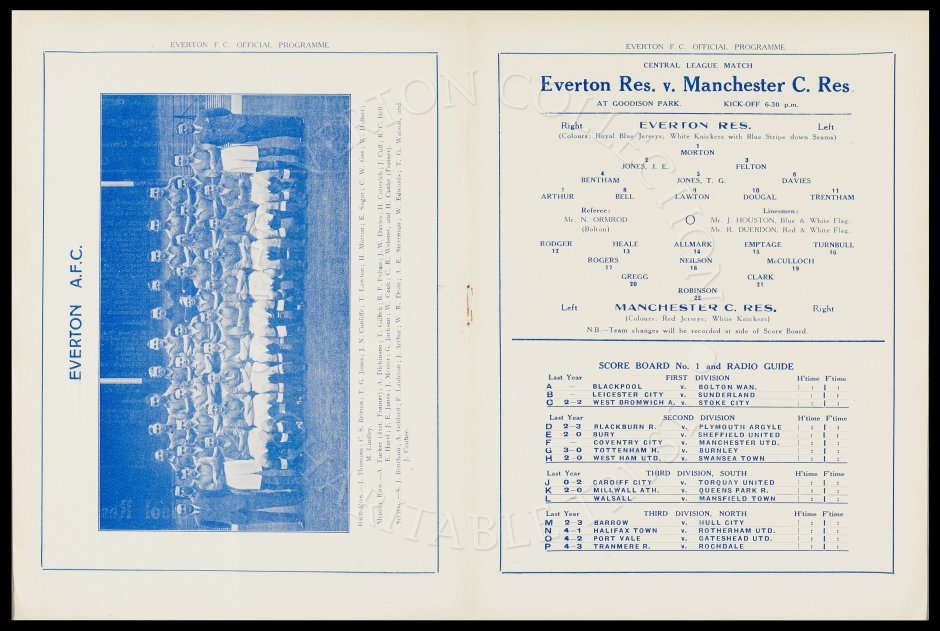 EVERTON F.C. OFFICIAL PROGRAMME
EVERTON A.F.C.
EVERTON F.C. OFFICIAL PROGRAMME
CENTRAL LEAGUE MATCH
Everton Res. v. Manchester C. Res
AT GOODISON PARK. KICK-OFF 6-30 p.m.
Right EVERTON RES. Left
(Colours: Royal Blue Jerseys; White Knickers with Blue Stripe down Seams)
1
MORTON
2 3
JONES, J. E. FELTON
4 5 6
BENTHAM JONES, T. G. DAVIES
7 8 9 10 11
ARTHUR BELL LAWTON DOUGAL TRENTHAM
Referee: Linesmen:
Mr. N. ORMROD O Mr. J. HOUSTON, Blue & White Flag.
(Bolton) Mr. R. DUERDON, Red & White Flag.
RODGER HEALE ALLMARK EMPTAGE TURNBULL
12 13 14 15 16
ROGERS NEILSON McCULLOCH
17 18 19
GREGG CLARK
20 21
ROBINSON
22
Left MANCHESTER C. RES. Right
(Colours: Red Jerseys; White Knickers)
N.B.—Team changes will be recorded at side of Score Board.
SCORE BOARD No. 1 and RADIO GUIDE
Last Year FIRST DIVISION H'time F'time
A — BLACKPOOL v. BOLTON WAN.
B — LEICESTER CITY v. SUNDERLAND
C 2-2 WEST BROMWICH A. v. STOKE CITY
Last Year SECOND DIVISION H'time F'time
D 2-3 BLACKBURN R. v. PLYMOUTH ARGYLE
E 2-0 BURY v. SHEFFIELD UNITED
F COVENTRY CITY v. MANCHESTER UTD.
G 3-0 TOTTENHAM H. v. BURNLEY
H 2-0 WEST HAM UTD. v. SWANSEA TOWN
Last Year THIRD DIVISION, SOUTH H'time F'time
J 0-2 CARDIFF CITY v. TORQUAY UNITED
K 2-0 MILLWALL ATH. v. QUEENS PARK R.
L — WALSALL v. MANSFIELD TOWN
Last Year THIRD DIVISION, NORTH H'time F'time
M 2-3 BARROW v. HULL CITY
N 4-1 HALIFAX TOWN v. ROTHERHAM UTD.
O 4-2 PORT VALE v. GATESHEAD UTD.
P 4-3 TRANMERE R. v. ROCHDALE